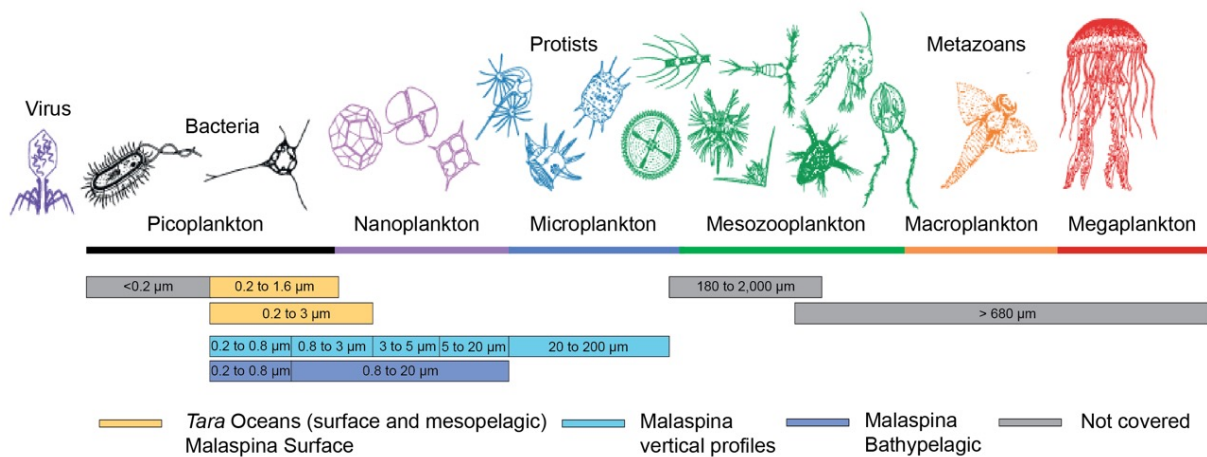 Protists
Metazoans
Virus
Bacteria
Picoplankton
Nanoplankton
Microplankton
Mesozooplankton
Macroplankton
Megaplankton
<0.2 µm
0.2 to 1.6 µm
180 to 2,000 µm
0.2 to 3 µm
> 680 µm
0.2 to 0.8 µm
0.8 to 3 µm
3 to 5 µm
5 to 20 µm
20 to 200 µm
0.2 to 0.8 µm
0.8 to 20 µm
Tara Oceans (surface and mesopelagic)
Malaspina Surface
Malaspina
vertical profiles
Malaspina
Bathypelagic
Not covered